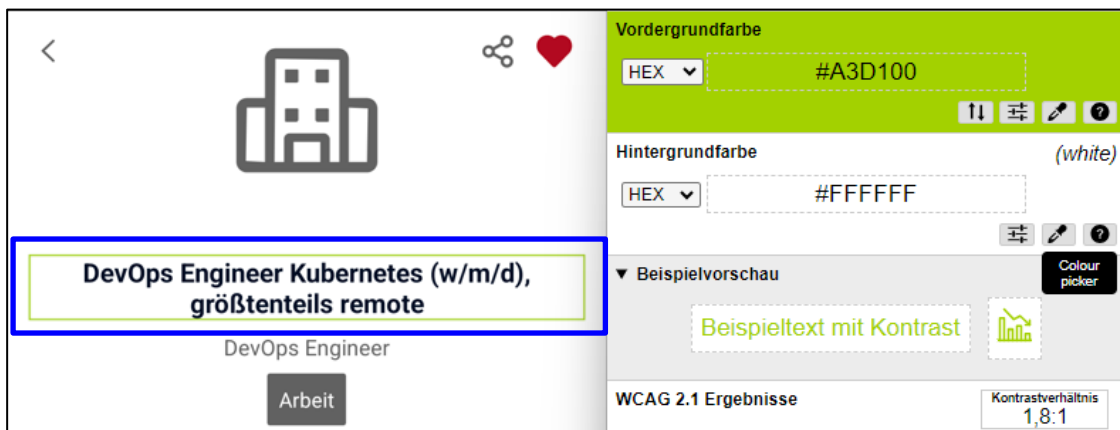 DevOps Engineer Kubernetes (w/m/d),
größtenteils remote
DevOps Engineer
Arbeit
Vordergrundfarbe
HEX
#A3D100
Hintergrundfarbe
(white)
HEX
#FFFFFF
Colour
picker
▼ Beispielvorschau
Beispieltext mit Kontrast
WCAG 2.1 Ergebnisse
Kontrastverhältnis
1,8:1